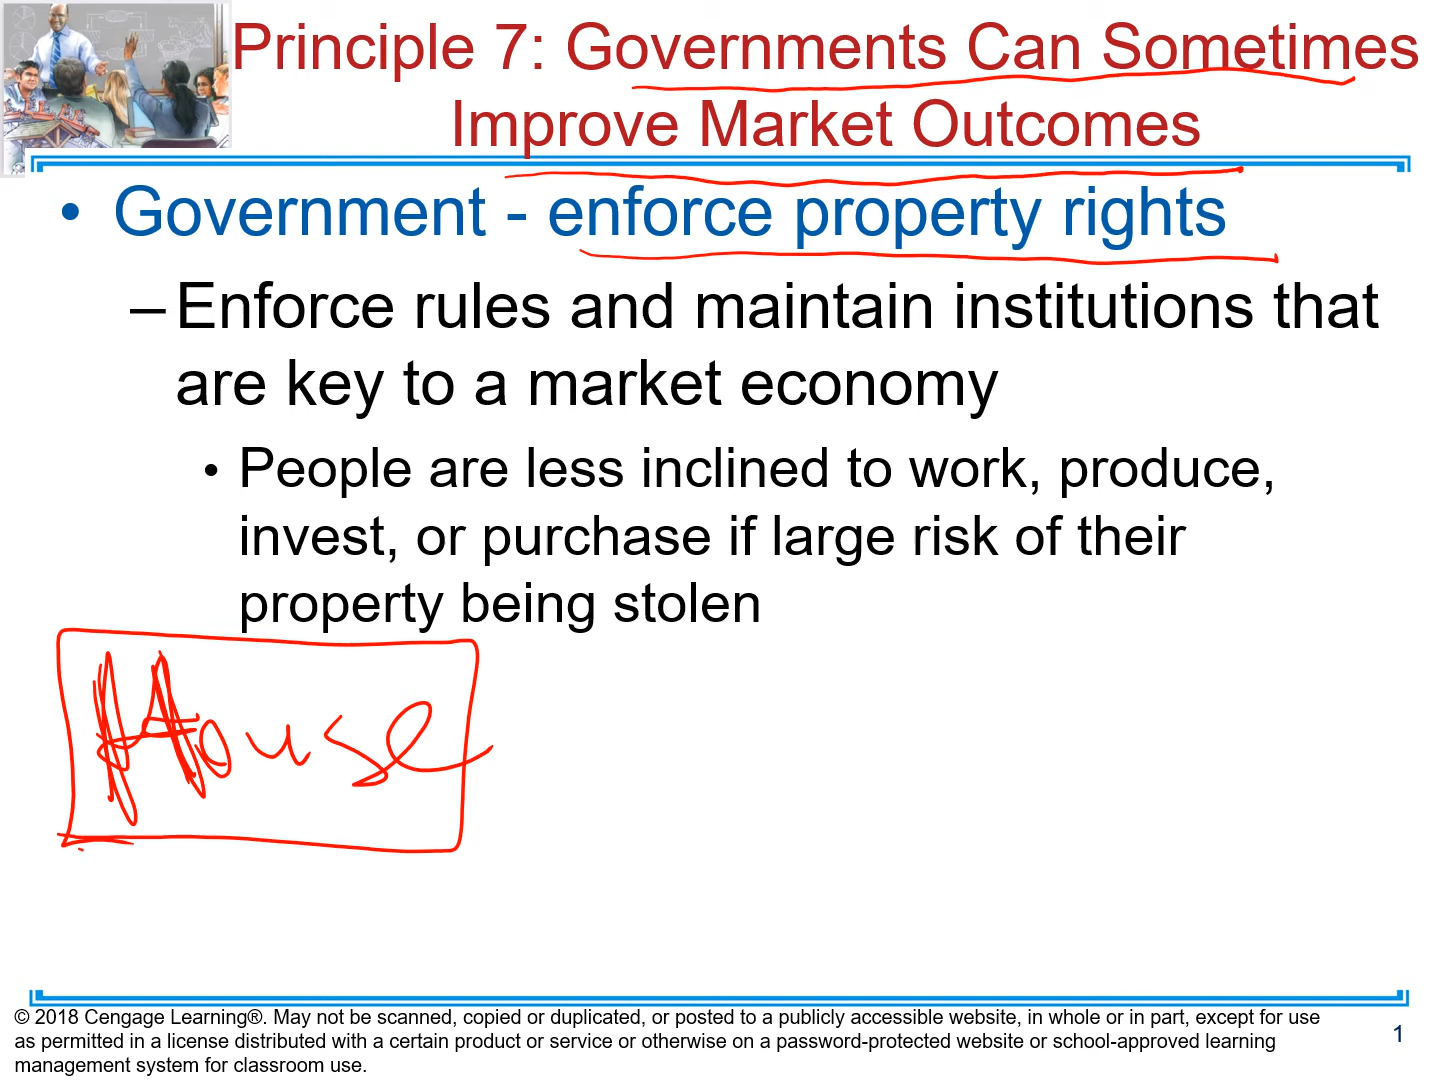 Principle 7: Governments Can Sometimes
Improve Market Outcomes
• Government - enforce property rights
– Enforce rules and maintain institutions that
are key to a market economy
• People are less inclined to work, produce,
invest, or purchase if large risk of their
property being stolen
House
© 2018 Cengage Learning®. May not be scanned, copied or duplicated, or posted to a publicly accessible website, in whole or in part, except for use
as permitted in a license distributed with a certain product or service or otherwise on a password-protected website or school-approved learning
management system for classroom use.
1